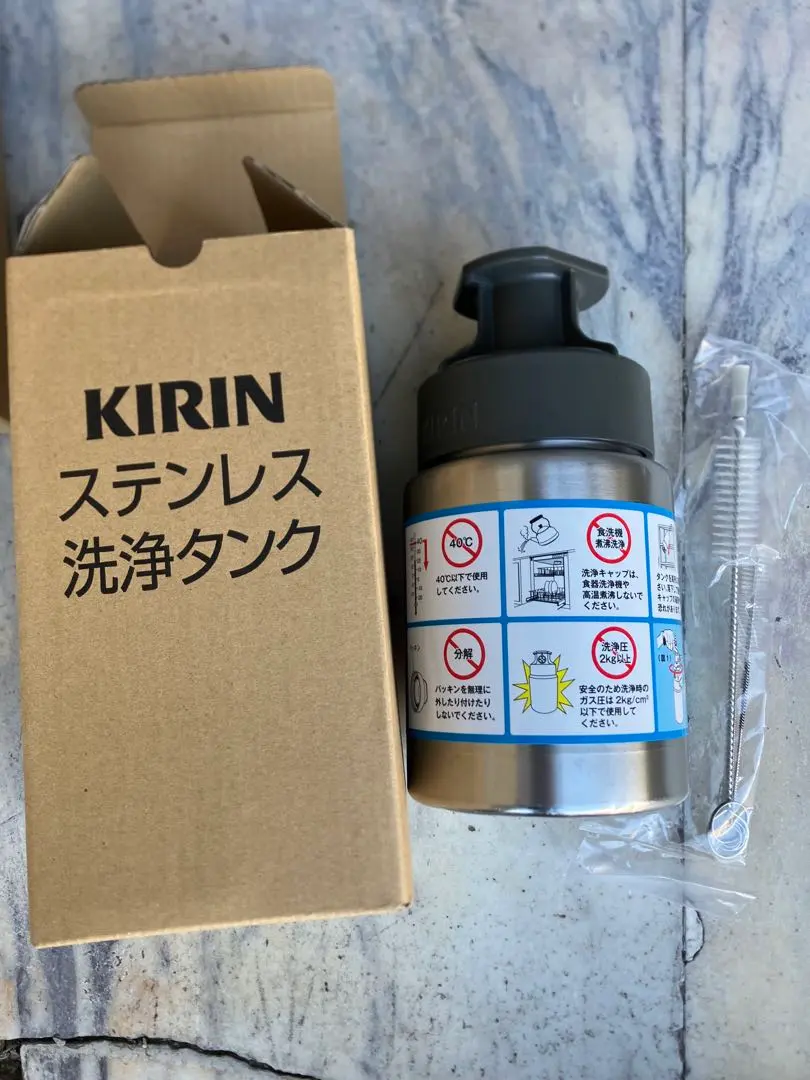 KIRIN
ステンレス
洗浄タンク
KIRIN
40℃
40℃以下で使用
してください。
食洗機
煮沸洗浄
洗浄キャップは、
食器洗浄機や
高温煮沸しないで
ください。
分解
パッキンを無理に
外したり付けたり
しないでください。
洗浄圧
2kg以上
安全のため洗浄時の
ガス圧は 2kg/cm²
以下で使用して
ください。
(図1)